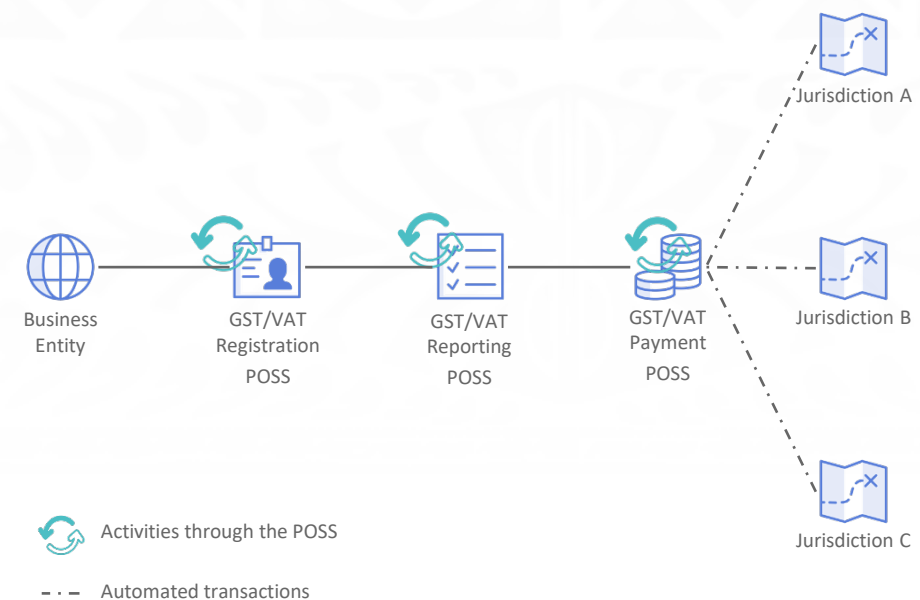 Jurisdiction A
Business
Entity
GST/VAT
Registration
POSS
GST/VAT
Reporting
POSS
GST/VAT
Payment
POSS
Jurisdiction B
Jurisdiction C
Activities through the POSS
Automated transactions